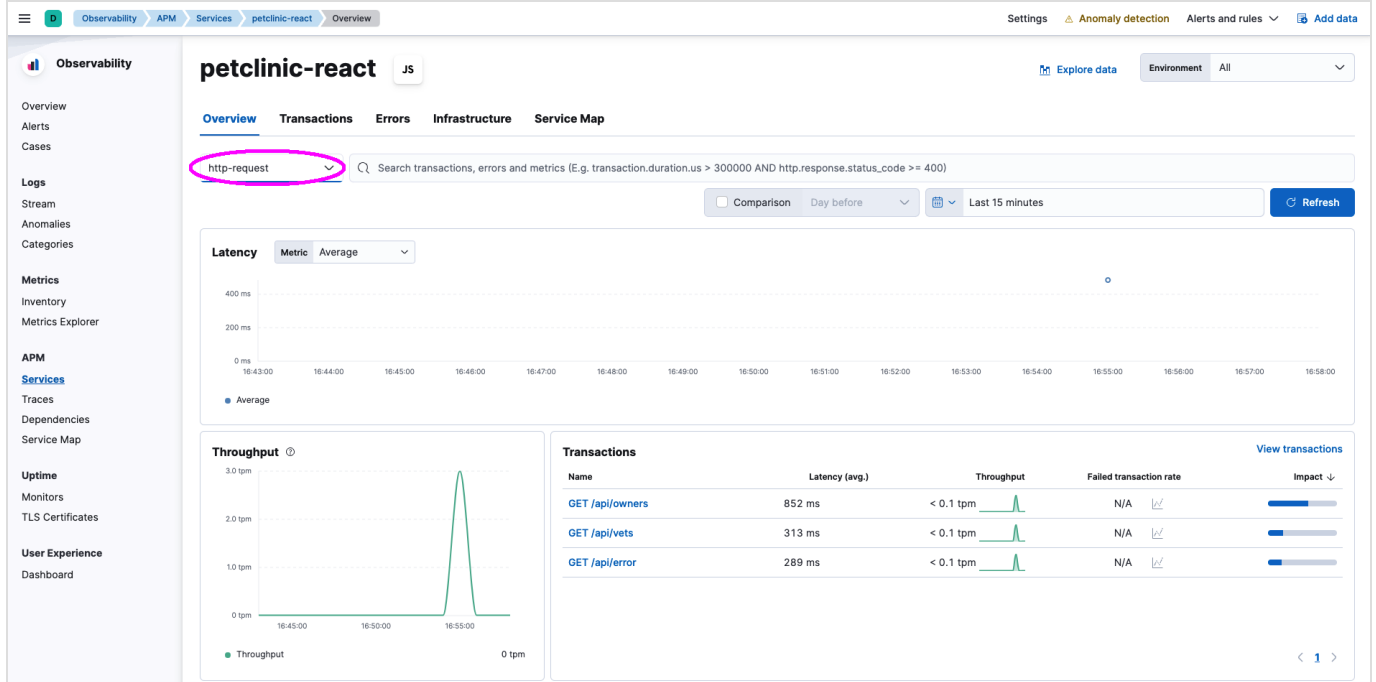 D Observability APM Services petclinic-react Overview Settings Anomaly detection Alerts and rules Add data
Observability
Overview
Alerts
Cases
Logs
Stream
Anomalies
Categories
Metrics
Inventory
Metrics Explorer
APM
Services
Traces
Dependencies
Service Map
Uptime
Monitors
TLS Certificates
User Experience
Dashboard
petclinic-react JS Explore data Environment All
Overview Transactions Errors Infrastructure Service Map
http-request Search transactions, errors and metrics (E.g. transaction.duration.us > 300000 AND http.response.status_code >= 400)
Comparison Day before Last 15 minutes Refresh
Latency Metric Average
400 ms
200 ms
0 ms
16:43:00 16:44:00 16:45:00 16:46:00 16:47:00 16:48:00 16:49:00 16:50:00 16:51:00 16:52:00 16:53:00 16:54:00 16:55:00 16:56:00 16:57:00 16:58:00
Average
Throughput
3.0 tpm
2.0 tpm
1.0 tpm
0 tpm
16:45:00 16:50:00 16:55:00
Throughput 0 tpm
Transactions View transactions
Name Latency (avg.) Throughput Failed transaction rate Impact
GET /api/owners 852 ms < 0.1 tpm N/A
GET /api/vets 313 ms < 0.1 tpm N/A
GET /api/error 289 ms < 0.1 tpm N/A
1